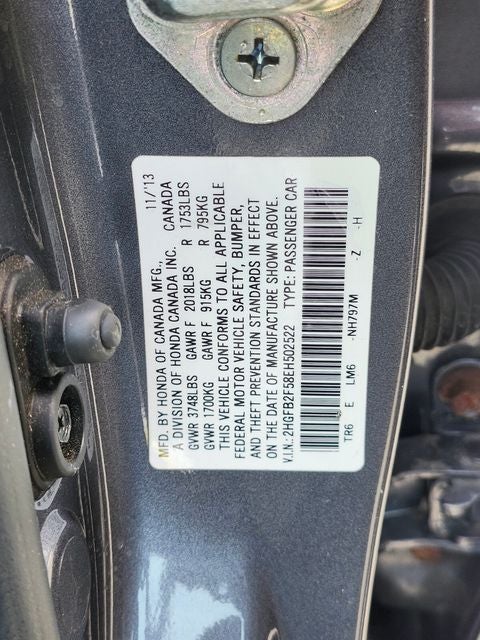 MFD. BY HONDA OF CANADA MFG., 11/13
A DIVISION OF HONDA CANADA INC. CANADA
GVWR 3748LBS GAWR F 2018LBS R 1753LBS
GVWR 1700KG GAWR F 915KG R 795KG
THIS VEHICLE CONFORMS TO ALL APPLICABLE
FEDERAL MOTOR VEHICLE SAFETY, BUMPER,
AND THEFT PREVENTION STANDARDS IN EFFECT
ON THE DATE OF MANUFACTURE SHOWN ABOVE.
V.I.N.: 2HGFB2F58EH502522 TYPE: PASSENGER CAR
TR6 E LM6 -NH797M -Z -H